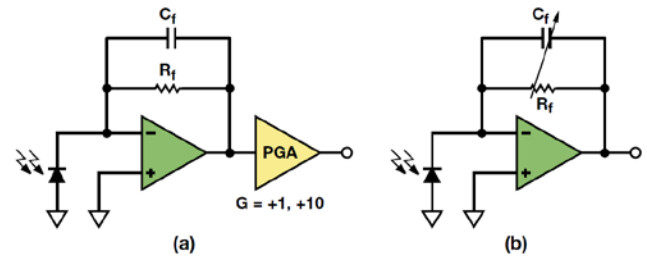 Cf
Rf
−
+
PGA
G = +1, +10
(a)
Cf
Rf
−
+
(b)